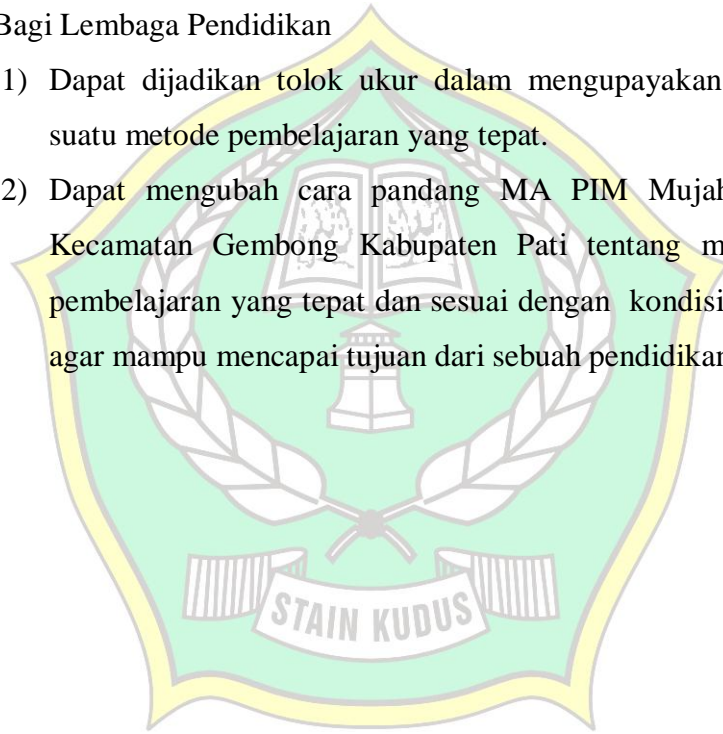 Bagi Lembaga Pendidikan
1) Dapat dijadikan tolok ukur dalam mengupayakan
suatu metode pembelajaran yang tepat.
2) Dapat mengubah cara pandang MA PIM
Kecamatan Gembong Kabupaten Pati tentang
pembelajaran yang tepat dan sesuai dengan kondisi
agar mampu mencapai tujuan dari sebuah pendidikan
STAIN KUDUS